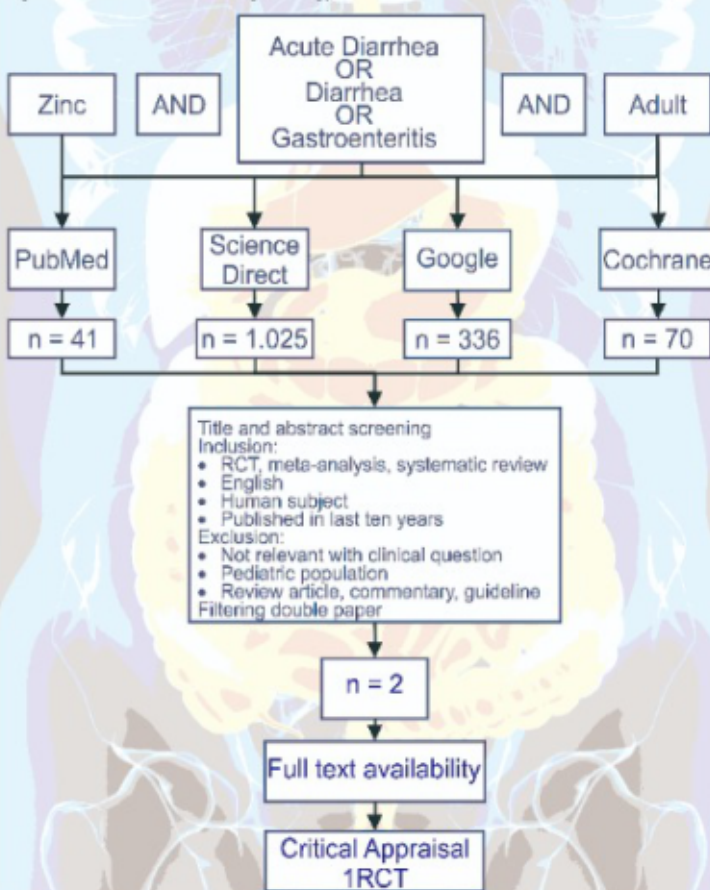 Acute Diarrhea
OR
Diarrhea
OR
Gastroenteritis
Zinc
AND
AND
Adult
PubMed
Science
Direct
Google
Cochrane
n = 41
n = 1.025
n = 336
n = 70
Title and abstract screening
Inclusion:
• RCT, meta-analysis, systematic review
• English
• Human subject
• Published in last ten years
Exclusion:
• Not relevant with clinical question
• Pediatric population
• Review article, commentary, guideline
Filtering double paper
n = 2
Full text availability
Critical Appraisal
1RCT